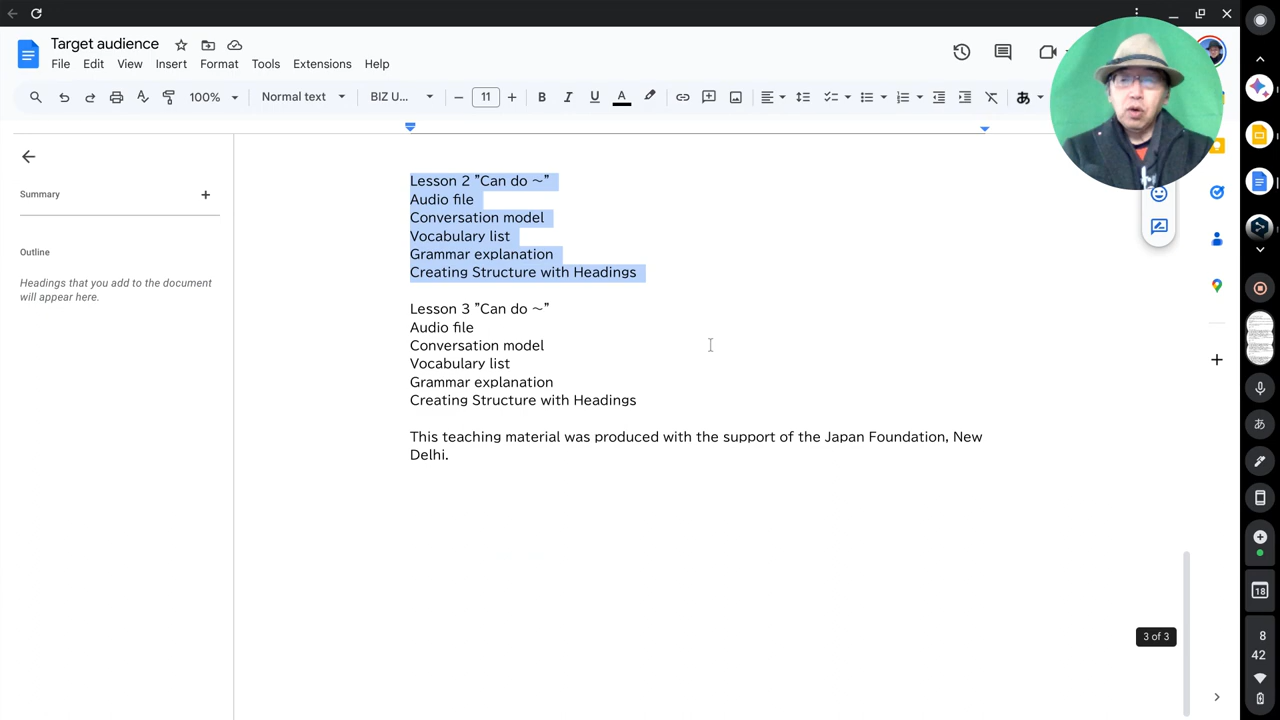 Target audience
File Edit View Insert Format Tools Extensions Help
100% Normal text BIZ U... 11 B I U A あ
Summary
Outline
Headings that you add to the document
will appear here.
Lesson 2 ”Can do ～”
Audio file
Conversation model
Vocabulary list
Grammar explanation
Creating Structure with Headings
Lesson 3 ”Can do ～”
Audio file
Conversation model
Vocabulary list
Grammar explanation
Creating Structure with Headings
This teaching material was produced with the support of the Japan Foundation, New
Delhi.
3 of 3
あ
18
8
42